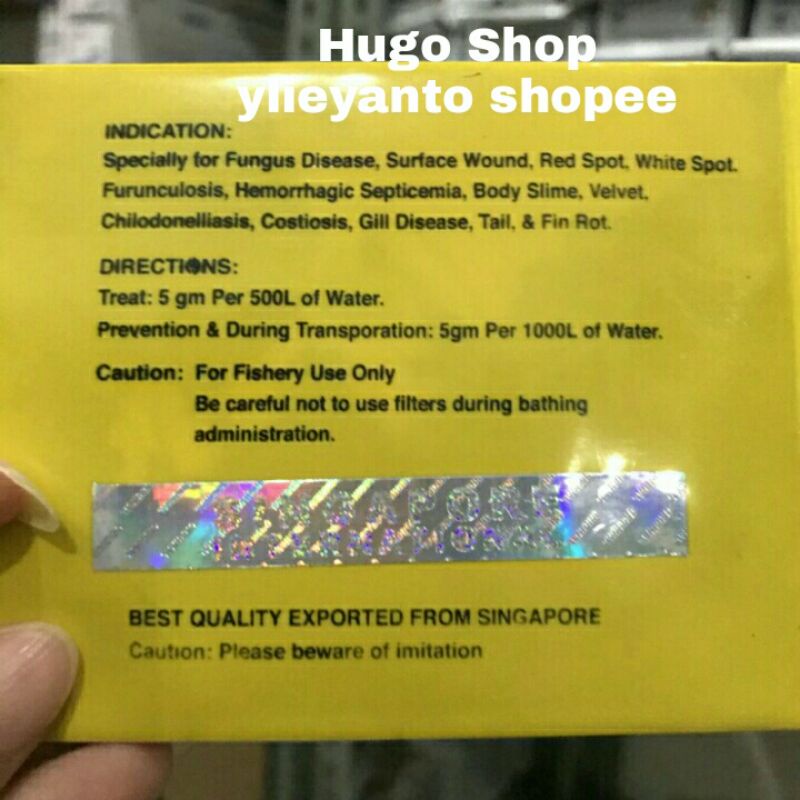 Hugo Shop
ylieyanto shopee
INDICATION:
Specially for Fungus Disease, Surface Wound, Red Spot, White Spot.
Furunculosis, Hemorrhagic Septicemia, Body Slime, Velvet,
Chilodonelliasis, Costiosis, Gill Disease, Tail, & Fin Rot.
DIRECTIONS:
Treat: 5 gm Per 500L of Water.
Prevention & During Transporation: 5gm Per 1000L of Water.
Caution: For Fishery Use Only
Be careful not to use filters during bathing
administration.
SINGAPORE
INTERNATIONAL
BEST QUALITY EXPORTED FROM SINGAPORE
Caution: Please beware of imitation